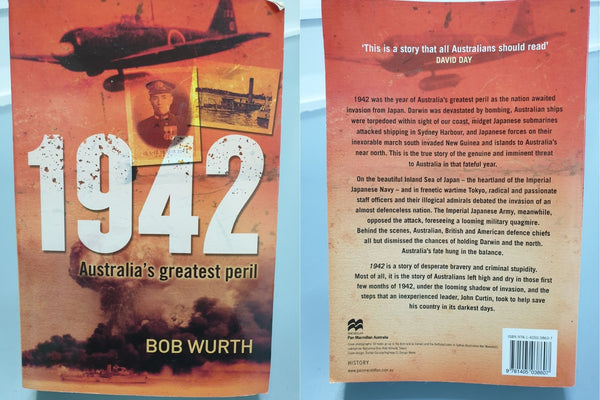 1942
Australia's greatest peril
BOB WURTH
'This is a story that all Australians should read'
DAVID DAY
1942 was the year of Australia's greatest peril as the nation awaited
invasion from Japan. Darwin was devastated by bombing, Australian ships
were torpedoed within sight of our coast, midget Japanese submarines
attacked shipping in Sydney Harbour, and Japanese forces on their
inexorable march south invaded New Guinea and islands to Australia's
near north. This is the true story of the genuine and imminent threat
to Australia in that fateful year.
On the beautiful Inland Sea of Japan – the heartland of the Imperial
Japanese Navy – and in frenetic wartime Tokyo, radical and passionate
staff officers and their illogical admirals debated the invasion of an
almost defenceless nation. The Imperial Japanese Army, meanwhile,
opposed the attack, foreseeing a looming military quagmire.
Behind the scenes, Australian, British and American defence chiefs
all but dismissed the chances of holding Darwin and the north.
Australia's fate hung in the balance.
1942 is a story of desperate bravery and criminal stupidity.
Most of all, it is the story of Australians left high and dry in those first
few months of 1942, under the looming shadow of invasion, and the
steps that an inexperienced leader, John Curtin, took to help save
his country in its darkest days.
MACMILLAN
Pan Macmillan Australia
HISTORY
www.panmacmillan.com.au
9 781405 038607